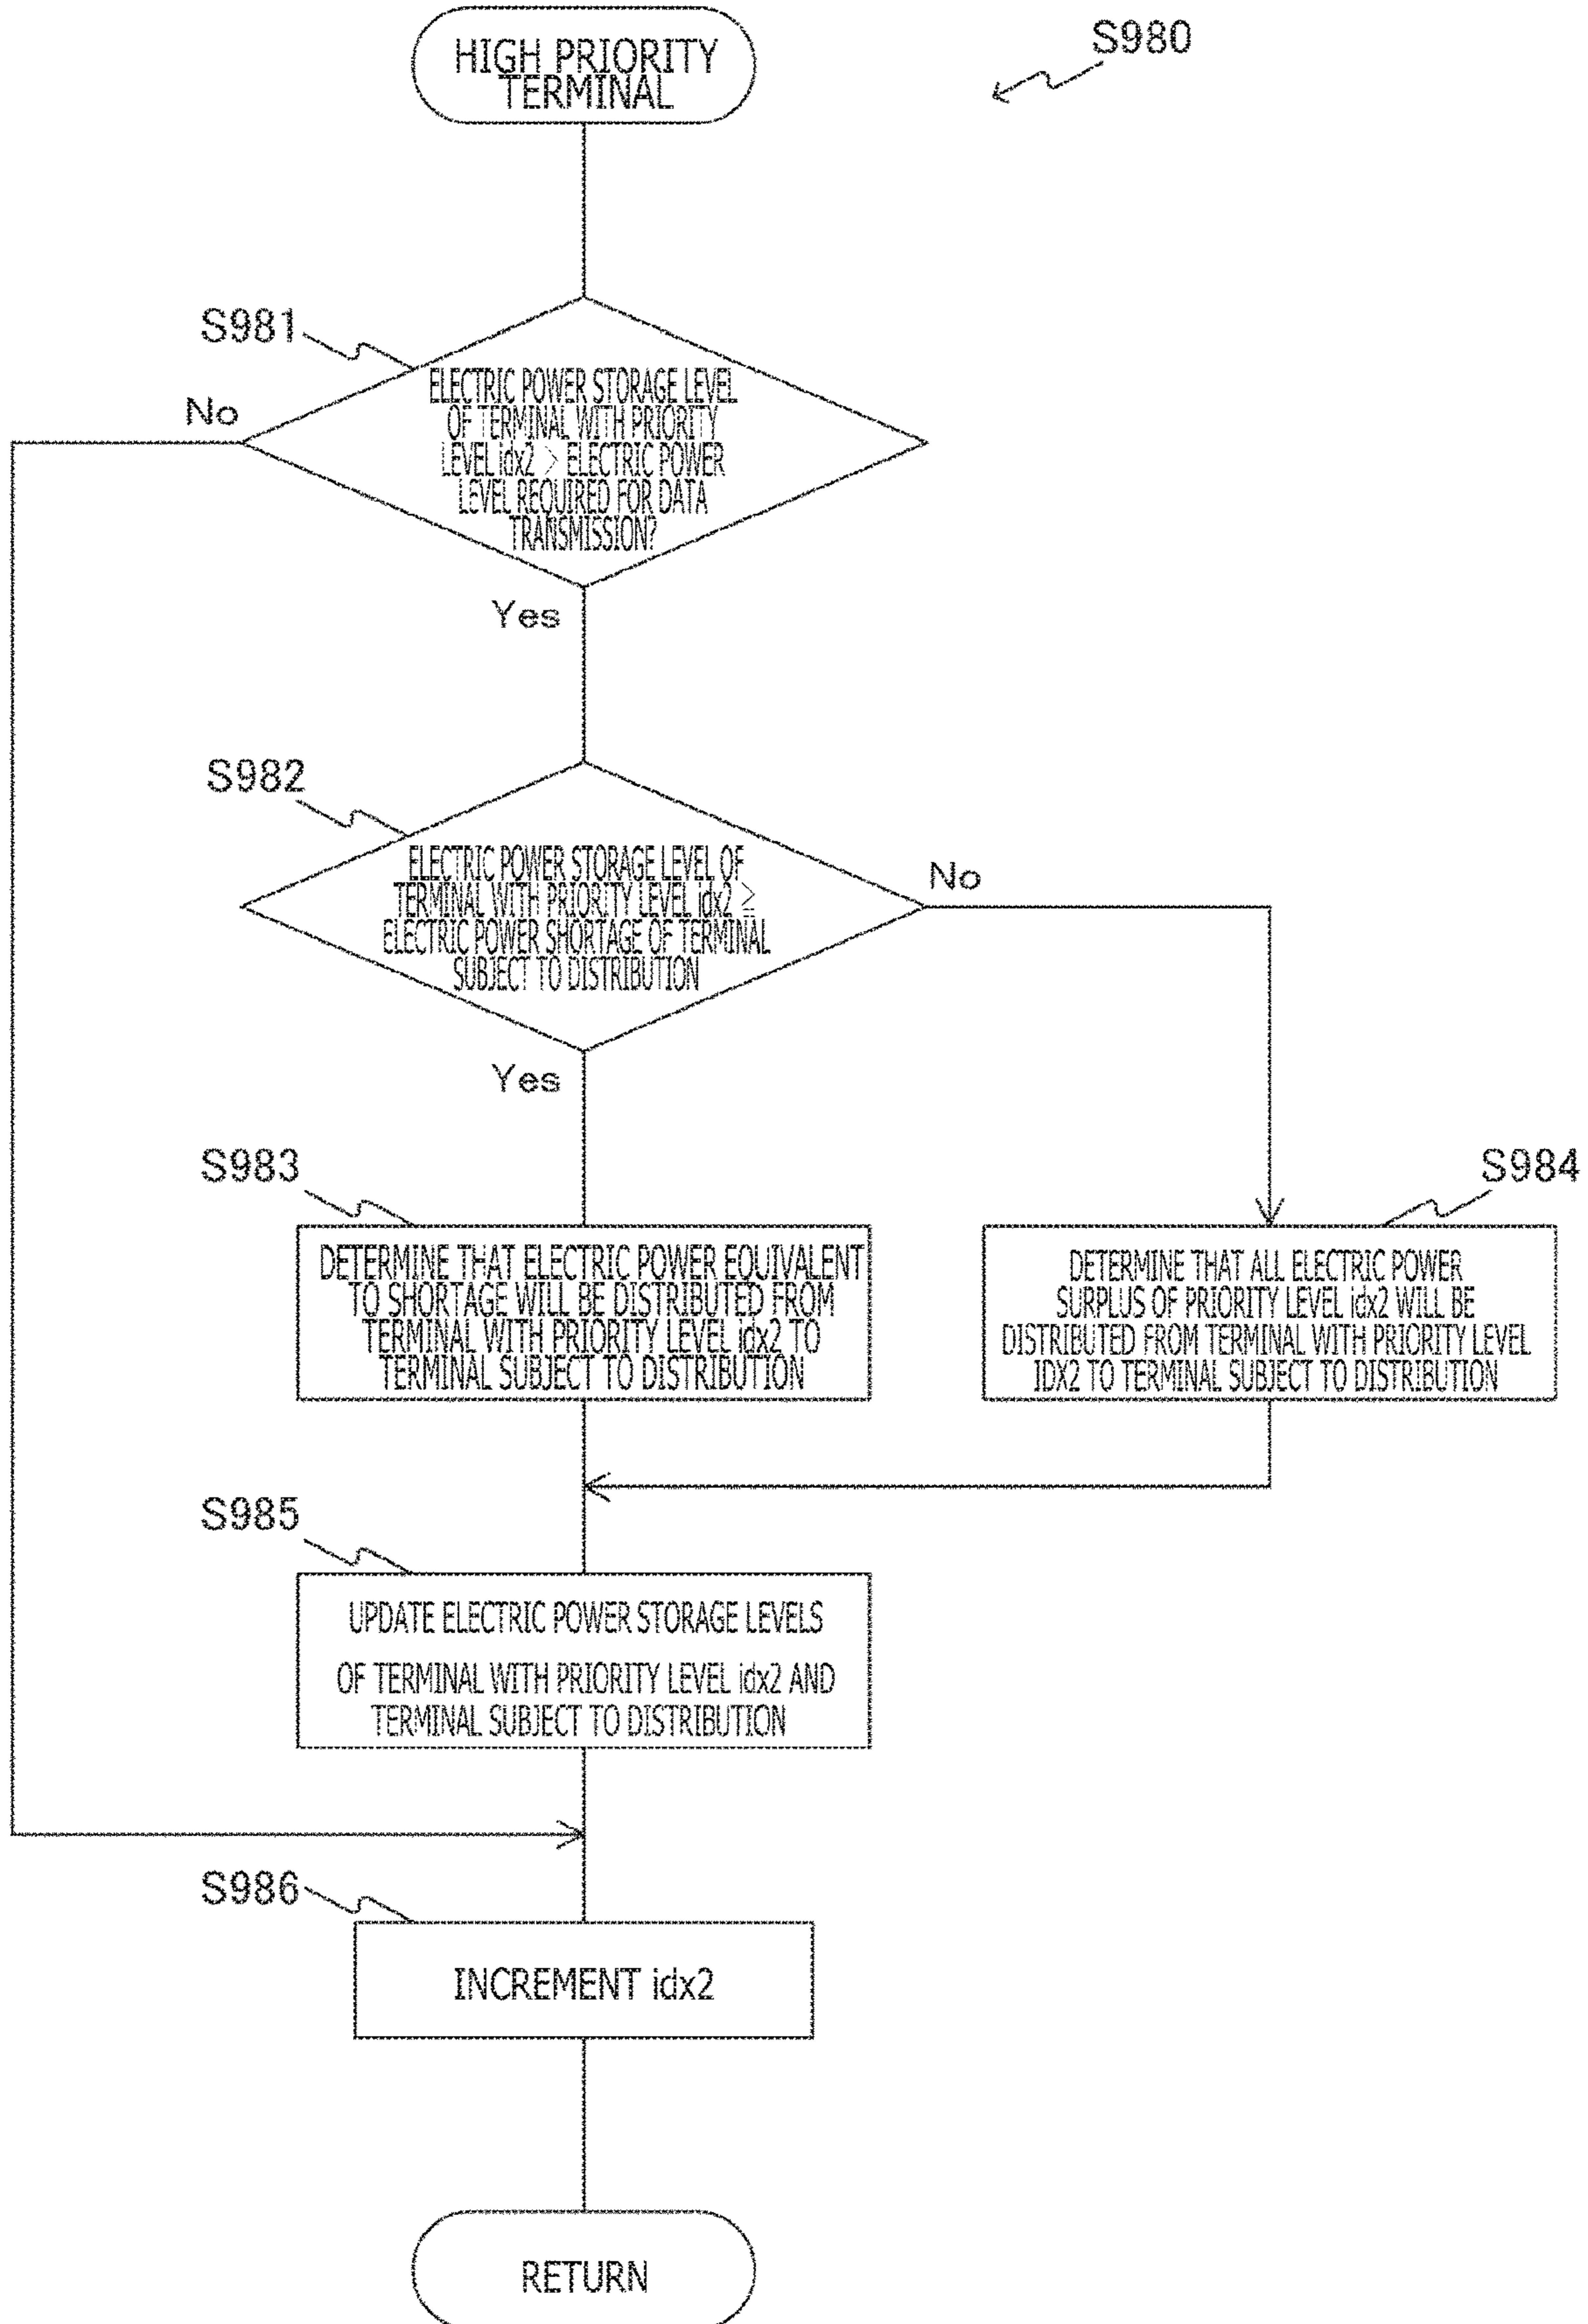 HIGH PRIORITY
TERMINAL
S980
S981
ELECTRIC POWER STORAGE LEVEL
OF TERMINAL WITH PRIORITY
LEVEL idx2 > ELECTRIC POWER
LEVEL REQUIRED FOR DATA
TRANSMISSION?
No
Yes
S982
ELECTRIC POWER STORAGE LEVEL OF
TERMINAL WITH PRIORITY LEVEL idx2 ≧
ELECTRIC POWER SHORTAGE OF TERMINAL
SUBJECT TO DISTRIBUTION
No
Yes
S983
DETERMINE THAT ELECTRIC POWER EQUIVALENT
TO SHORTAGE WILL BE DISTRIBUTED FROM
TERMINAL WITH PRIORITY LEVEL idx2 TO
TERMINAL SUBJECT TO DISTRIBUTION
S984
DETERMINE THAT ALL ELECTRIC POWER
SURPLUS OF PRIORITY LEVEL idx2 WILL BE
DISTRIBUTED FROM TERMINAL WITH PRIORITY LEVEL
IDX2 TO TERMINAL SUBJECT TO DISTRIBUTION
S985
UPDATE ELECTRIC POWER STORAGE LEVELS
OF TERMINAL WITH PRIORITY LEVEL idx2 AND
TERMINAL SUBJECT TO DISTRIBUTION
S986
INCREMENT idx2
RETURN